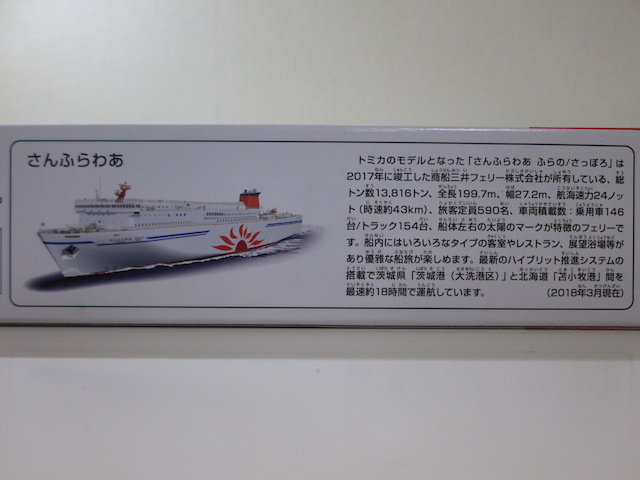 さんふらわあ
トミカのモデルとなった「さんふらわあ ふらの/さっぽろ」は
2017年に竣工した商船三井フェリー株式会社が所有している、総
トン数13,816トン、全長199.7m、幅27.2m、航海速力24ノッ
ト(時速約43km)、旅客定員590名、車両積載数:乗用車146
台/トラック154台、船体左右の太陽のマークが特徴のフェリーで
す。船内にはいろいろなタイプの客室やレストラン、展望浴場等が
あり優雅な船旅が楽しめます。最新のハイブリット推進システムの
搭載で茨城県「茨城港(大洗港区)」と北海道「苫小牧港」間を
最速約18時間で運航しています。 (2018年3月現在)